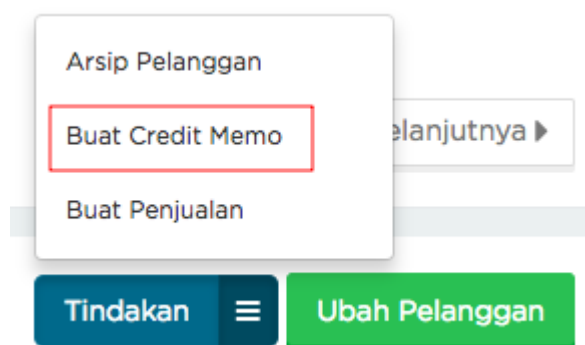 Arsip Pelanggan
Buat Credit Memo
elanjutnya
Buat Penjualan
Tindakan
Ubah Pelanggan